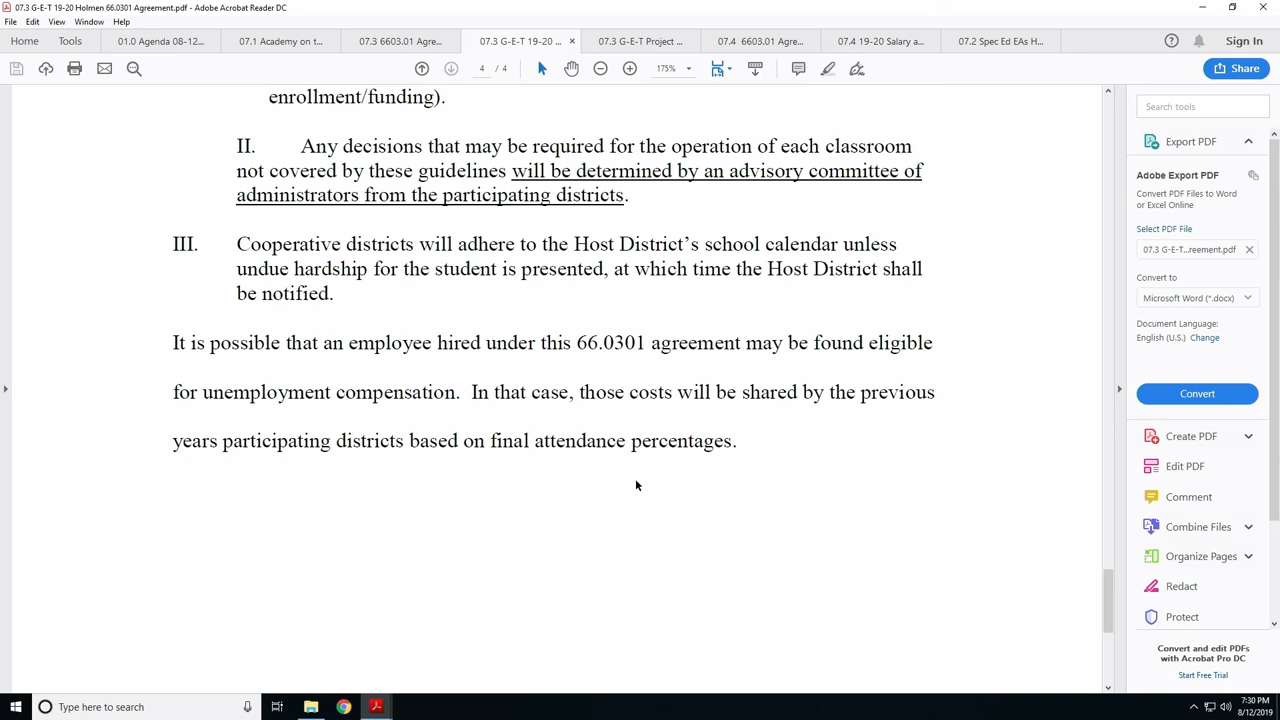 07.3 G-E-T 19-20 Holmen 66.0301 Agreement.pdf - Adobe Acrobat Reader DC
File Edit View Window Help
Home Tools 01.0 Agenda 08-12... 07.1 Academy on t... 07.3 6603.01 Agre... 07.3 G-E-T 19-20 ... × 07.3 G-E-T Project ... 07.4 6603.01 Agre... 07.4 19-20 Salary a... 07.2 Spec Ed EAs H... Sign In
4 / 4 175% Share
enrollment/funding).
II. Any decisions that may be required for the operation of each classroom
not covered by these guidelines will be determined by an advisory committee of
administrators from the participating districts.
III. Cooperative districts will adhere to the Host District's school calendar unless
undue hardship for the student is presented, at which time the Host District shall
be notified.
It is possible that an employee hired under this 66.0301 agreement may be found eligible
for unemployment compensation. In that case, those costs will be shared by the previous
years participating districts based on final attendance percentages.
Search tools
Export PDF
Adobe Export PDF
Convert PDF Files to Word
or Excel Online
Select PDF File
07.3 G-E-T...reement.pdf ×
Convert to
Microsoft Word (*.docx)
Document Language:
English (U.S.) Change
Convert
Create PDF
Edit PDF
Comment
Combine Files
Organize Pages
Redact
Protect
Convert and edit PDFs
with Acrobat Pro DC
Start Free Trial
Type here to search
7:30 PM
8/12/2019